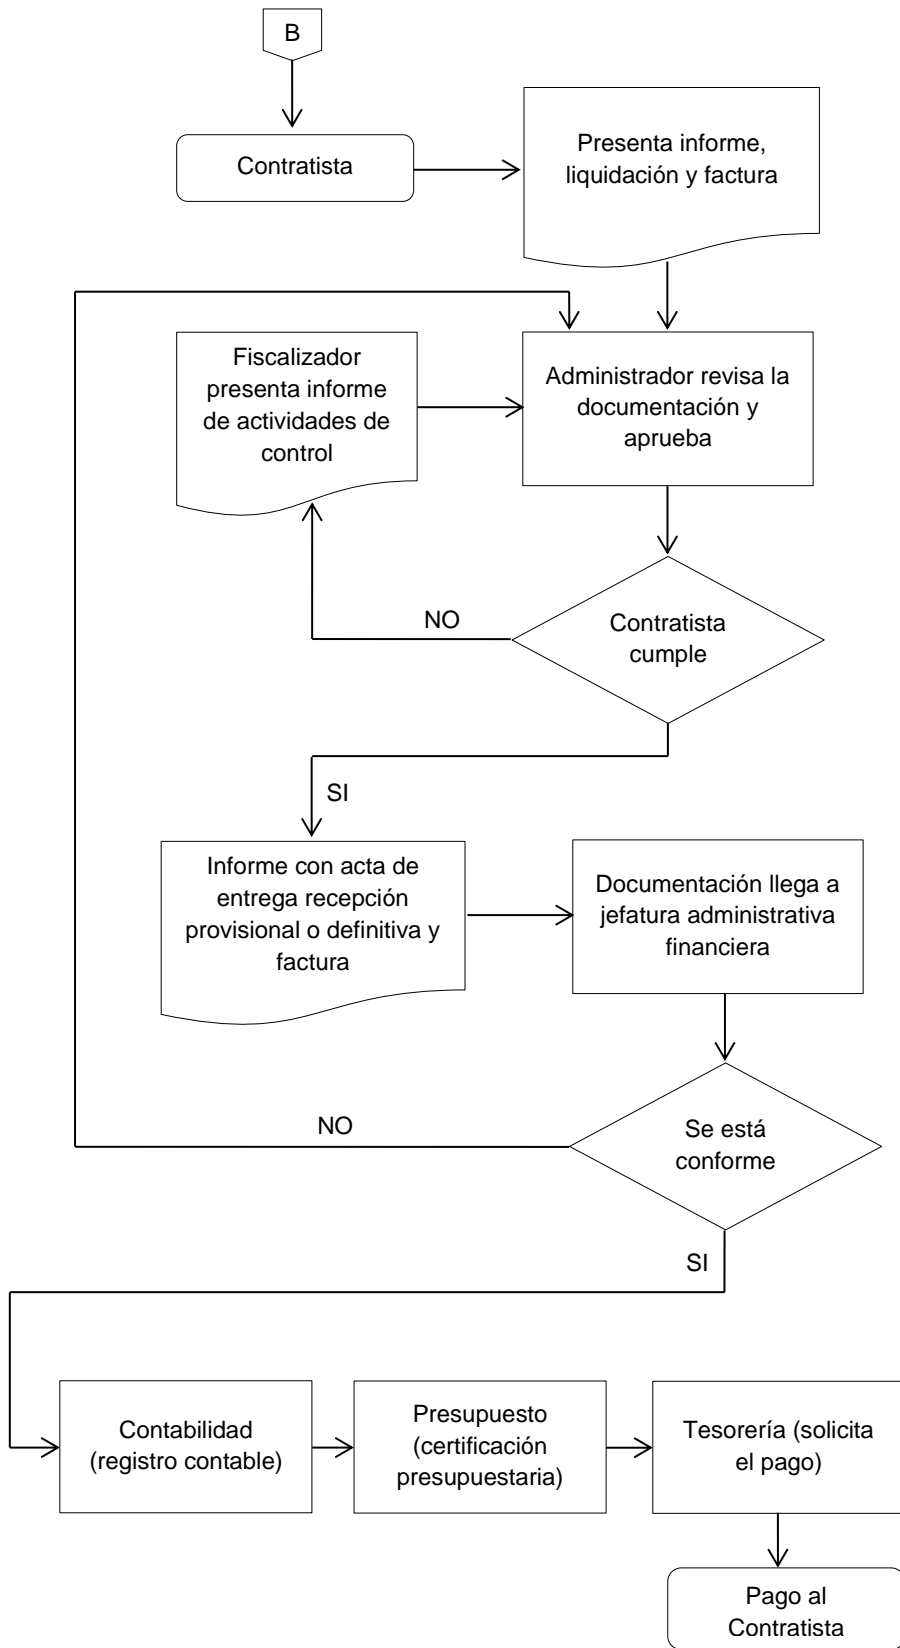 B
Contratista
Presenta informe,
liquidación y factura
Fiscalizador
presenta informe
de actividades de
control
Administrador revisa la
documentación y
aprueba
NO
Contratista
cumple
SI
Informe con acta de
entrega recepción
provisional o definitiva y
factura
Documentación llega a
jefatura administrativa
financiera
NO
Se está
conforme
SI
Contabilidad
(registro contable)
Presupuesto
(certificación
presupuestaria)
Tesorería (solicita
el pago)
Pago al
Contratista